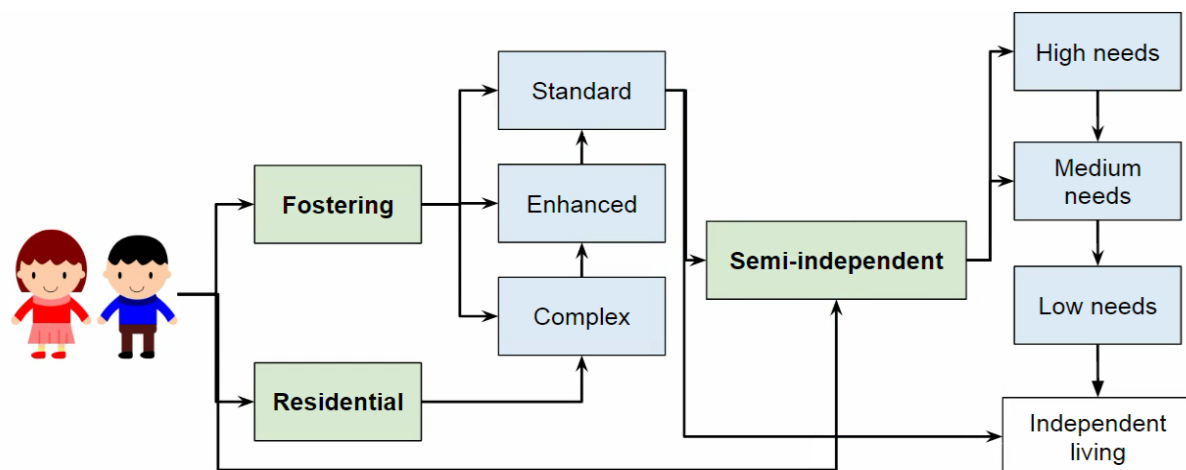 Fostering
Residential
Standard
Enhanced
Complex
Semi-independent
High needs
Medium
needs
Low needs
Independent
living